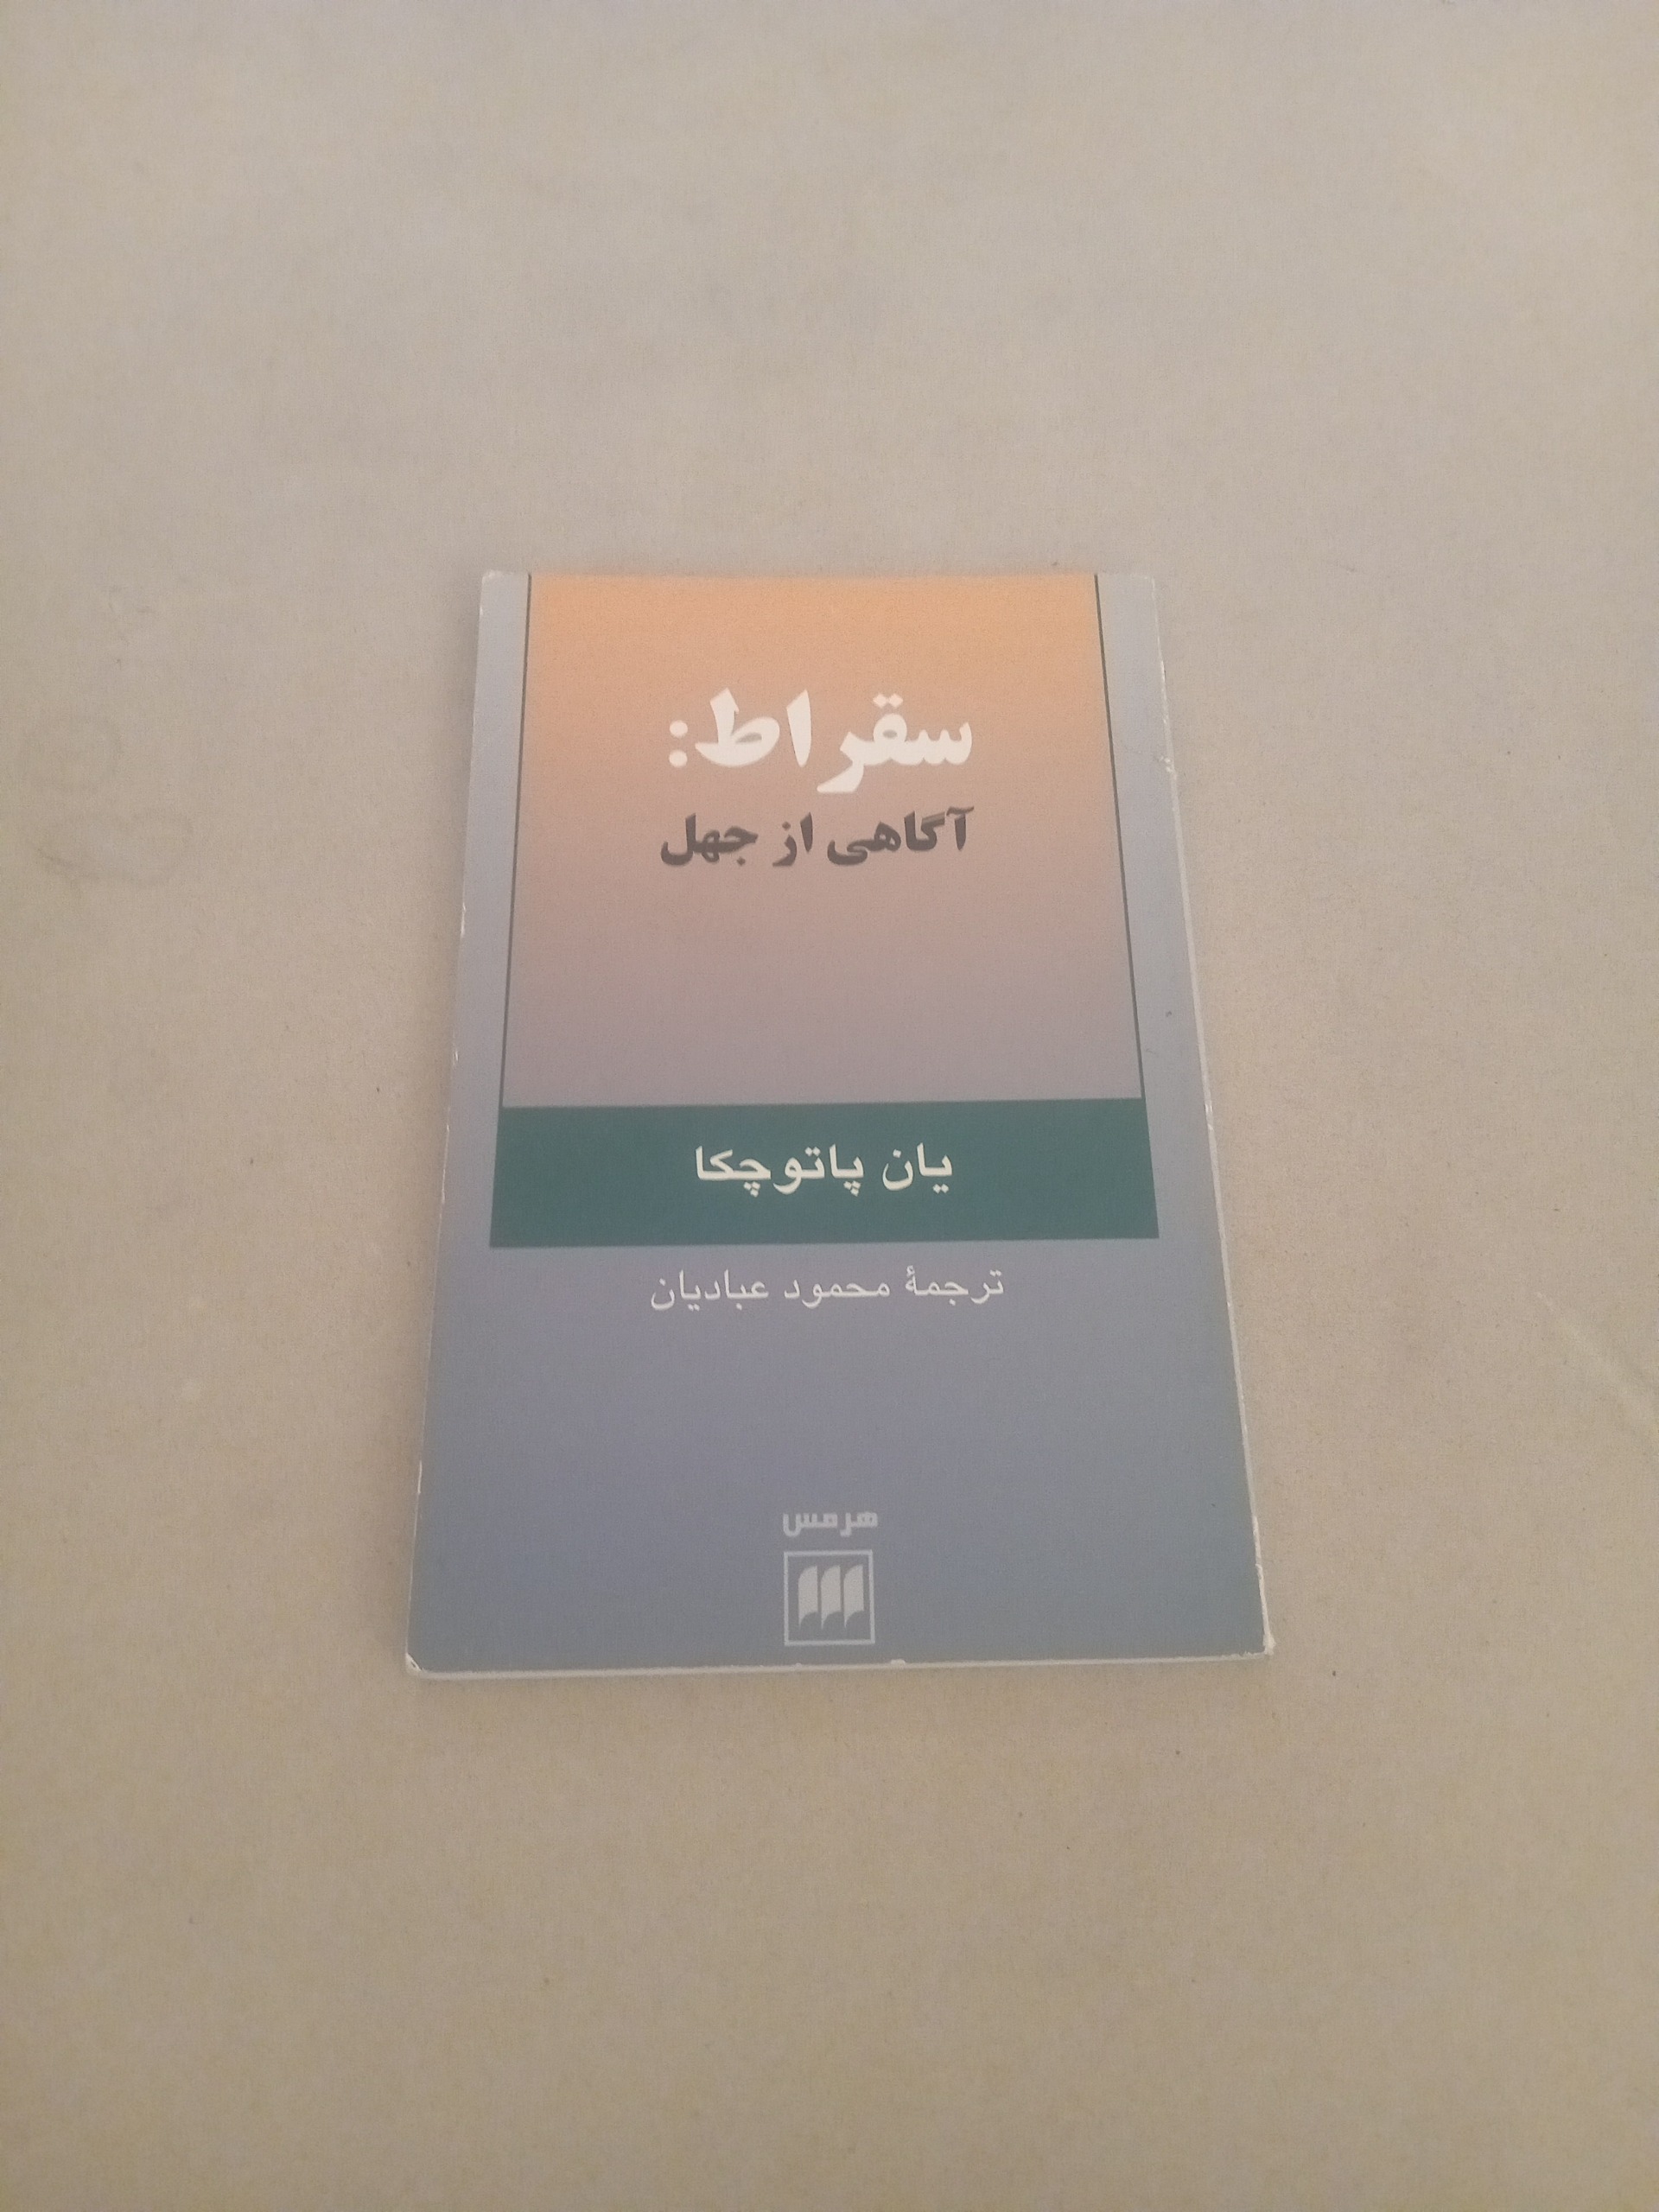 سقراط:
آگاهی از جهل
یان پاتوچکا
ترجمهٔ محمود عبادیان
هرمس